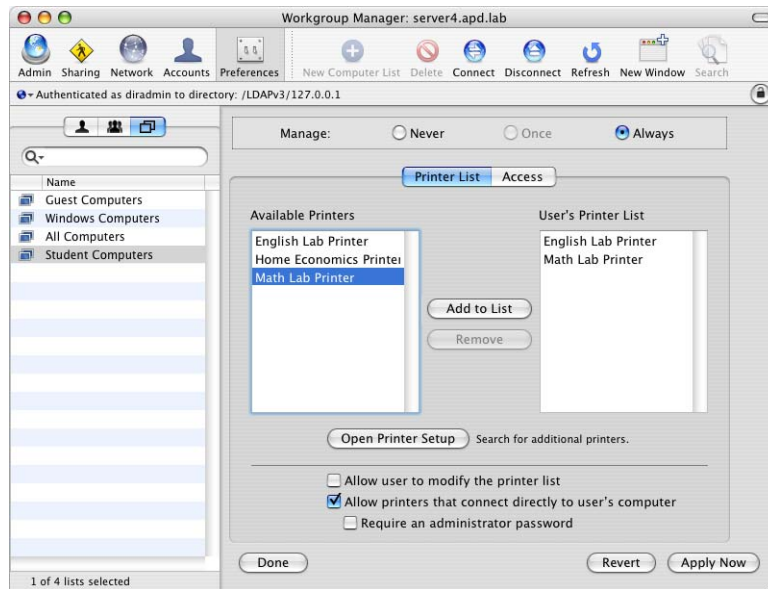 Workgroup Manager: server4.apd.lab
Admin Sharing Network Accounts Preferences New Computer List Delete Connect Disconnect Refresh New Window Search
Authenticated as diradmin to directory: /LDAPv3/127.0.0.1
Manage: Never Once Always
Printer List Access
Name
Guest Computers
Windows Computers
All Computers
Student Computers
Available Printers
English Lab Printer
Home Economics Printer
Math Lab Printer
Add to List
Remove
User's Printer List
English Lab Printer
Math Lab Printer
Open Printer Setup Search for additional printers.
Allow user to modify the printer list
Allow printers that connect directly to user's computer
Require an administrator password
Done Revert Apply Now
1 of 4 lists selected